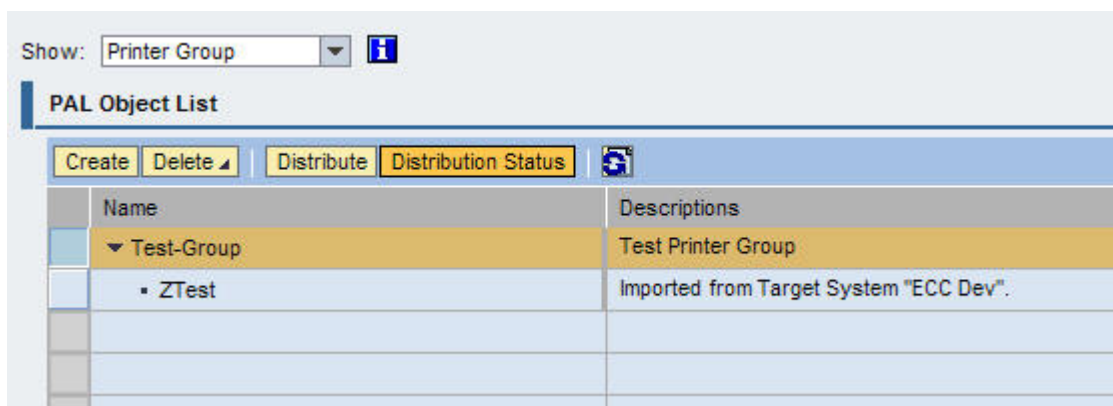 Show: Printer Group
PAL Object List
Create Delete Distribute Distribution Status
Name Descriptions
Test-Group Test Printer Group
ZTest Imported from Target System "ECC Dev".